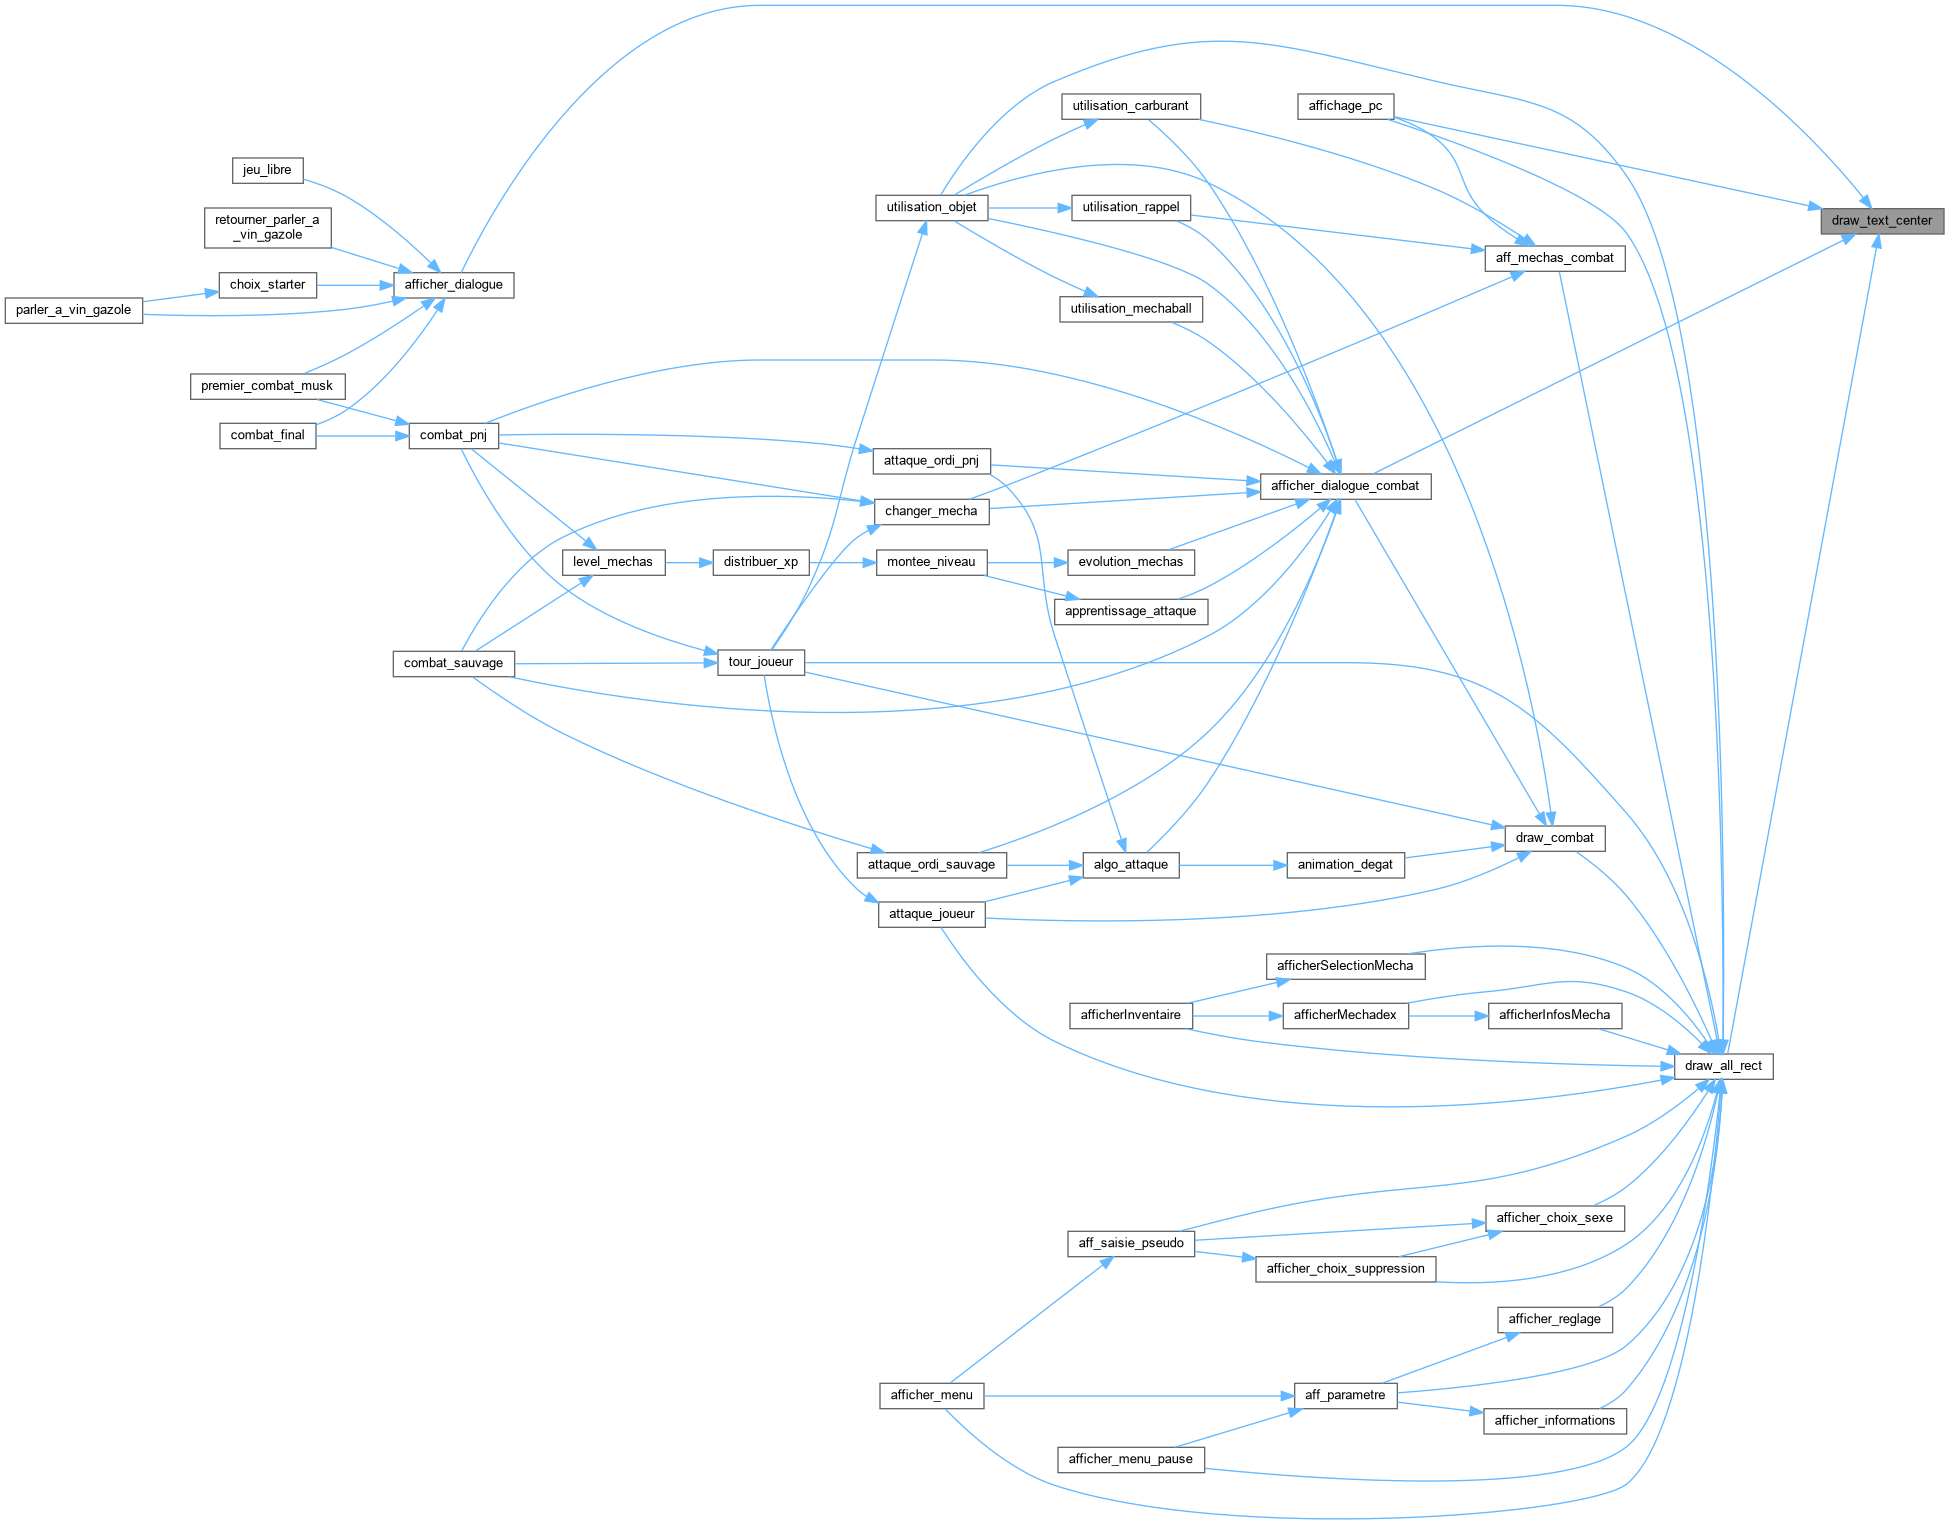 utilisation_carburant
affichage_pc
jeu_libre
retourner_parler_a
_vin_gazole
utilisation_objet
utilisation_rappel
draw_text_center
aff_mechas_combat
choix_starter
afficher_dialogue
parler_a_vin_gazole
utilisation_mechaball
premier_combat_musk
combat_final
combat_pnj
attaque_ordi_pnj
afficher_dialogue_combat
changer_mecha
level_mechas
distribuer_xp
montee_niveau
evolution_mechas
apprentissage_attaque
combat_sauvage
tour_joueur
draw_combat
attaque_ordi_sauvage
algo_attaque
animation_degat
attaque_joueur
afficherSelectionMecha
afficherInventaire
afficherMechadex
afficherInfosMecha
draw_all_rect
afficher_choix_sexe
aff_saisie_pseudo
afficher_choix_suppression
afficher_reglage
afficher_menu
aff_parametre
afficher_informations
afficher_menu_pause